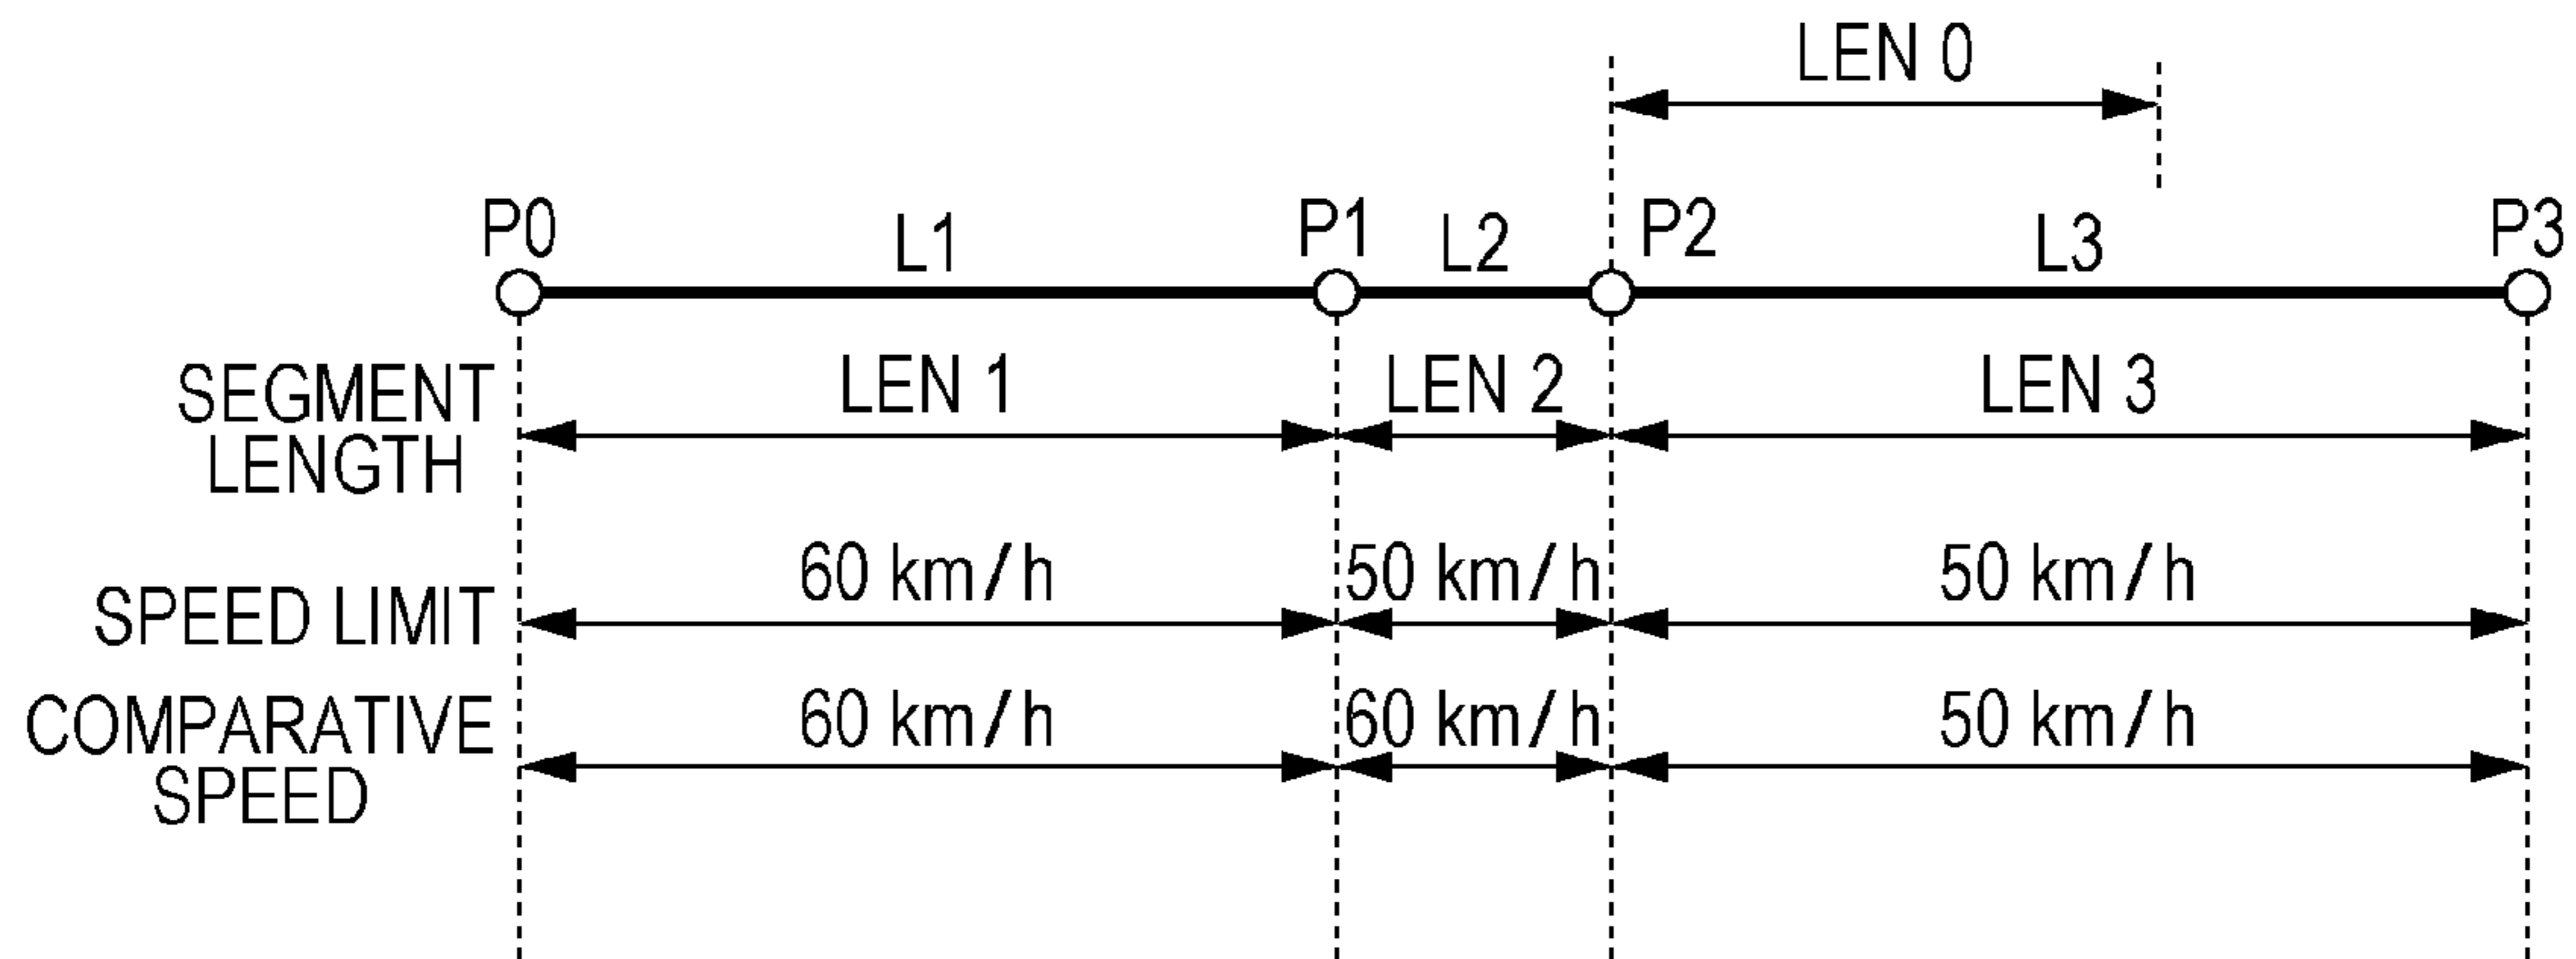 LEN 0
P0 L1 P1 L2 P2 L3 P3
SEGMENT
LENGTH
LEN 1 LEN 2 LEN 3
SPEED LIMIT
60 km/h 50 km/h 50 km/h
COMPARATIVE
SPEED
60 km/h 60 km/h 50 km/h